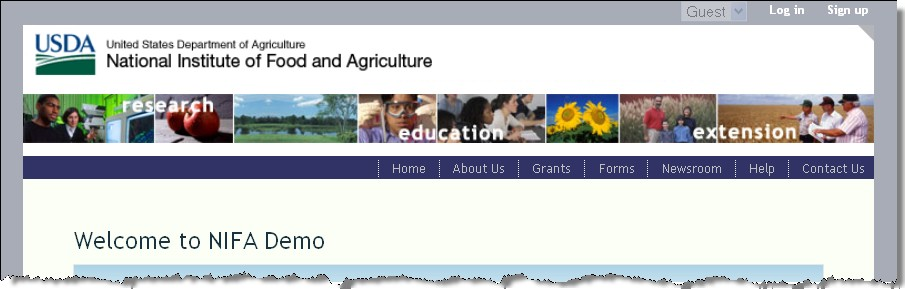 Guest Log in Sign up
USDA United States Department of Agriculture
National Institute of Food and Agriculture
research education extension
Home About Us Grants Forms Newsroom Help Contact Us
Welcome to NIFA Demo